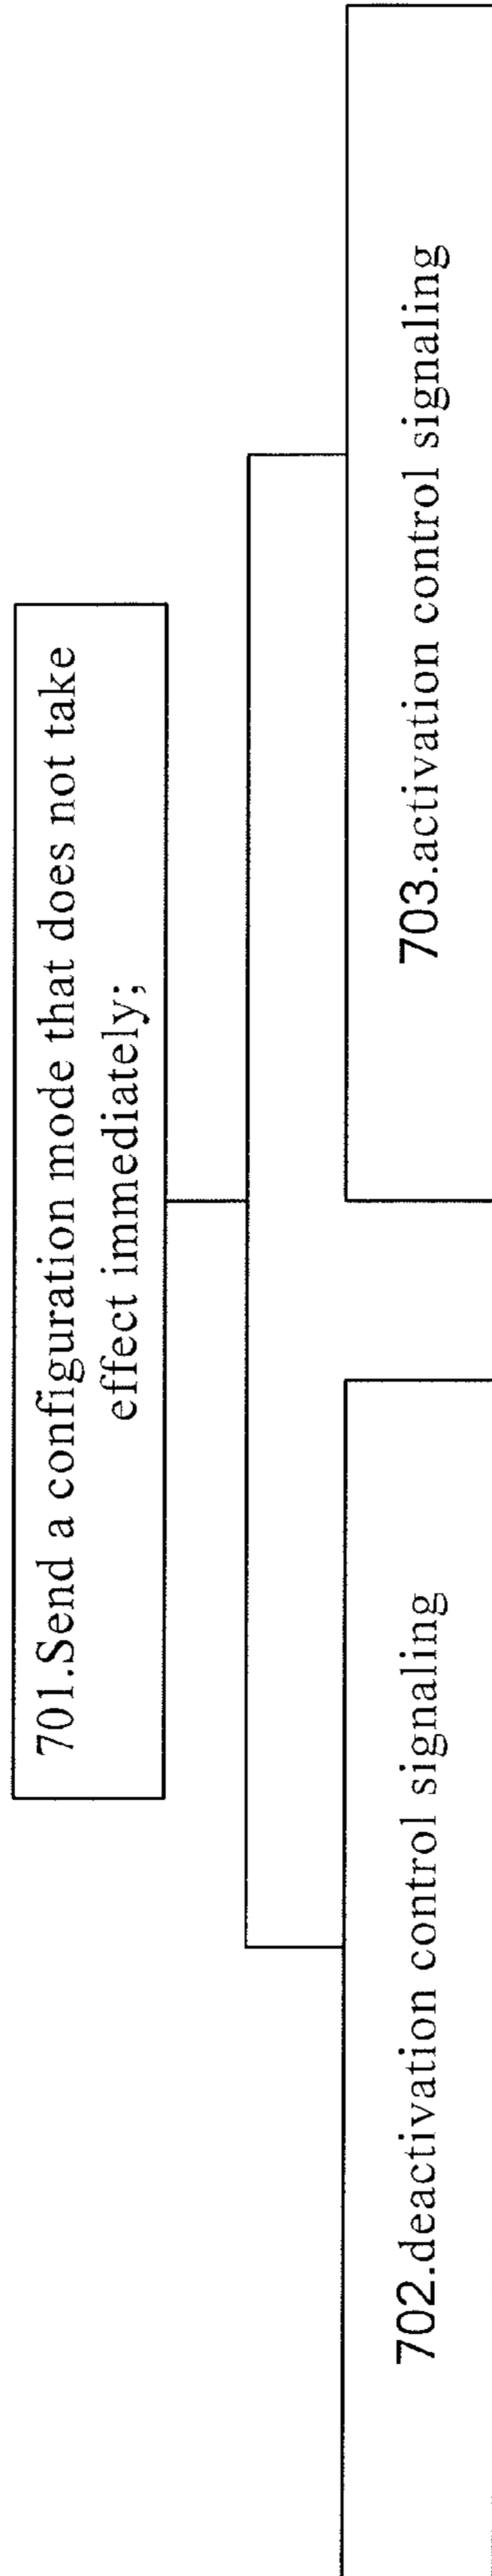 701.Send a configuration mode that does not take
effect immediately;
702.deactivation control signaling
703.activation control signaling